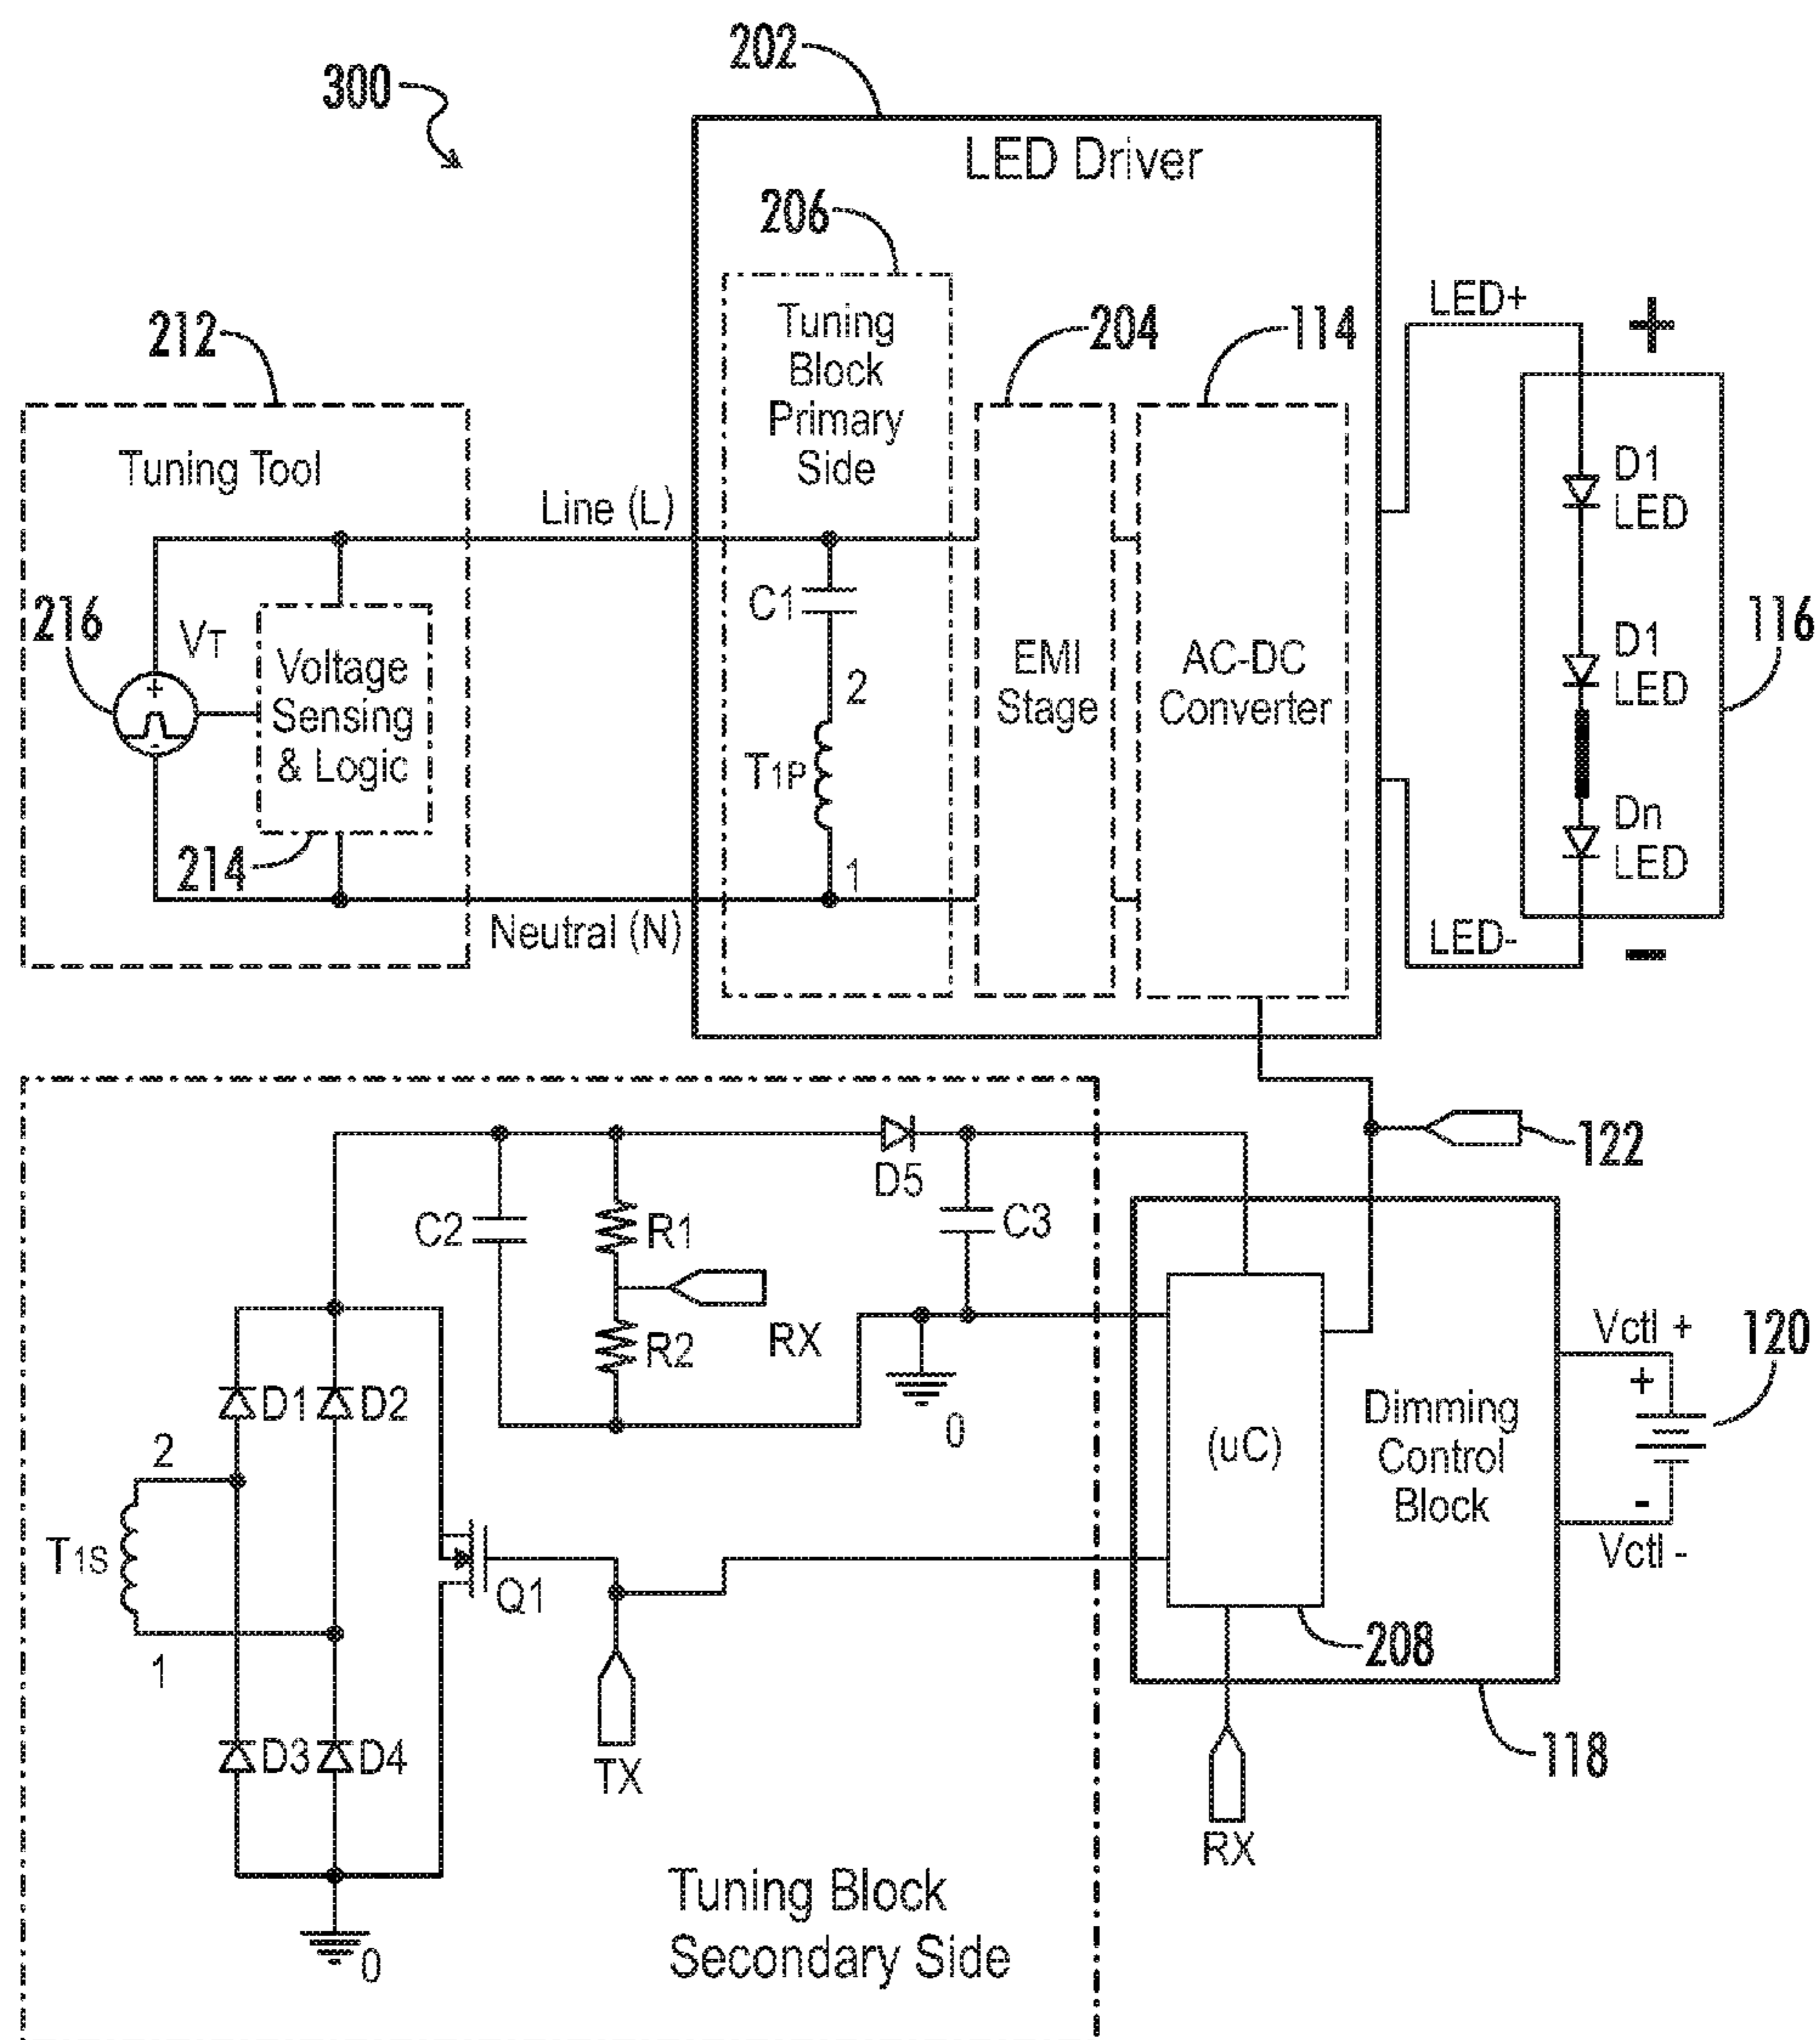 202
300
LED Driver
206
Tuning
Block
Primary
Side
204
114
LED+
+
212
Tuning Tool
Line (L)
D1
LED
C1
216
VT
+
-
Voltage
Sensing
& Logic
2
EMI
Stage
AC-DC
Converter
D1
LED
116
T1P
Dn
LED
214
1
Neutral (N)
LED-
-
D5
122
C2
R1
C3
RX
R2
0
D1
D2
2
T1S
1
Q1
(uC)
Dimming
Control
Block
Vctl +
120
+
-
Vctl -
208
D3
D4
TX
118
RX
0
Tuning Block
Secondary Side